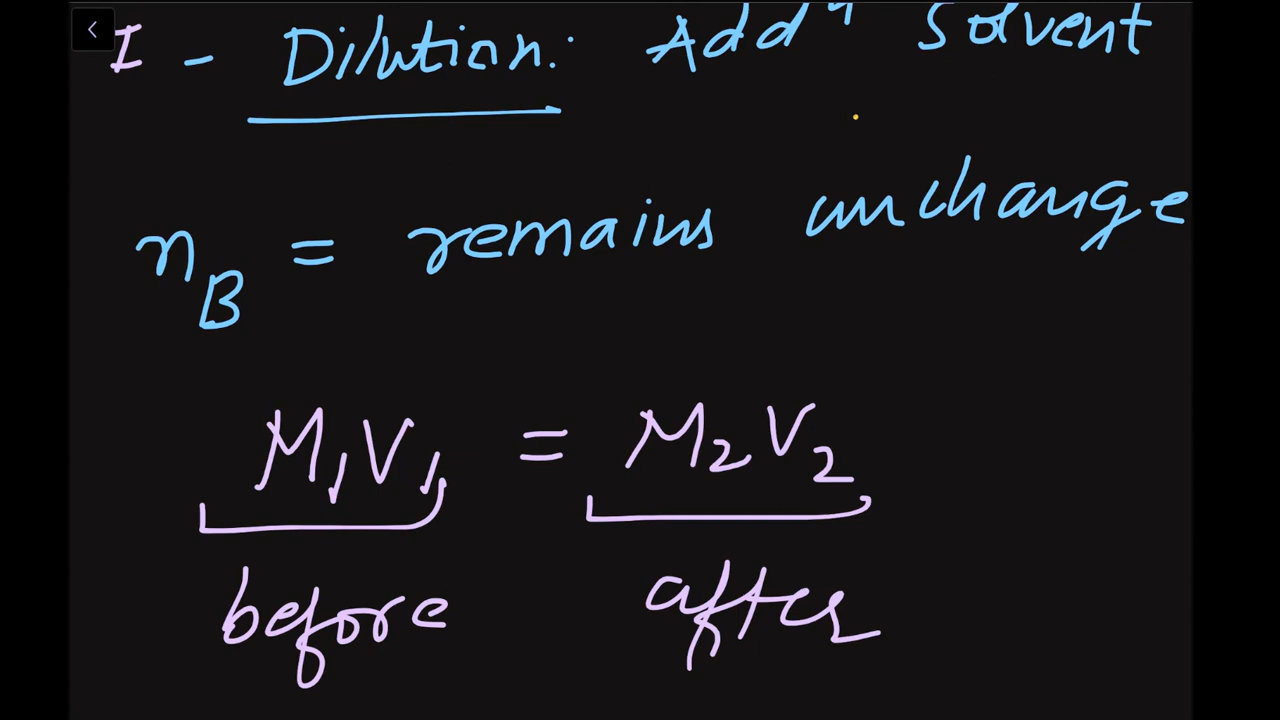 I - Dilution: Addⁿ solvent
n_B = remains unchange
M₁V₁ = M₂V₂
before after